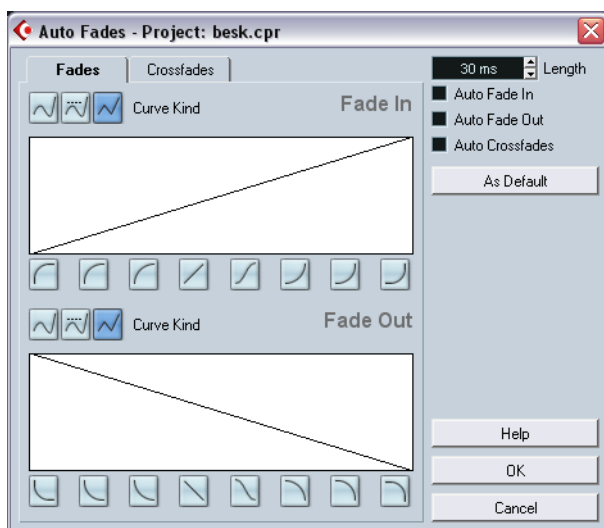 Auto Fades - Project: besk.cpr
Fades
Crossfades
Curve Kind
Fade In
Curve Kind
Fade Out
30 ms
Length
Auto Fade In
Auto Fade Out
Auto Crossfades
As Default
Help
OK
Cancel